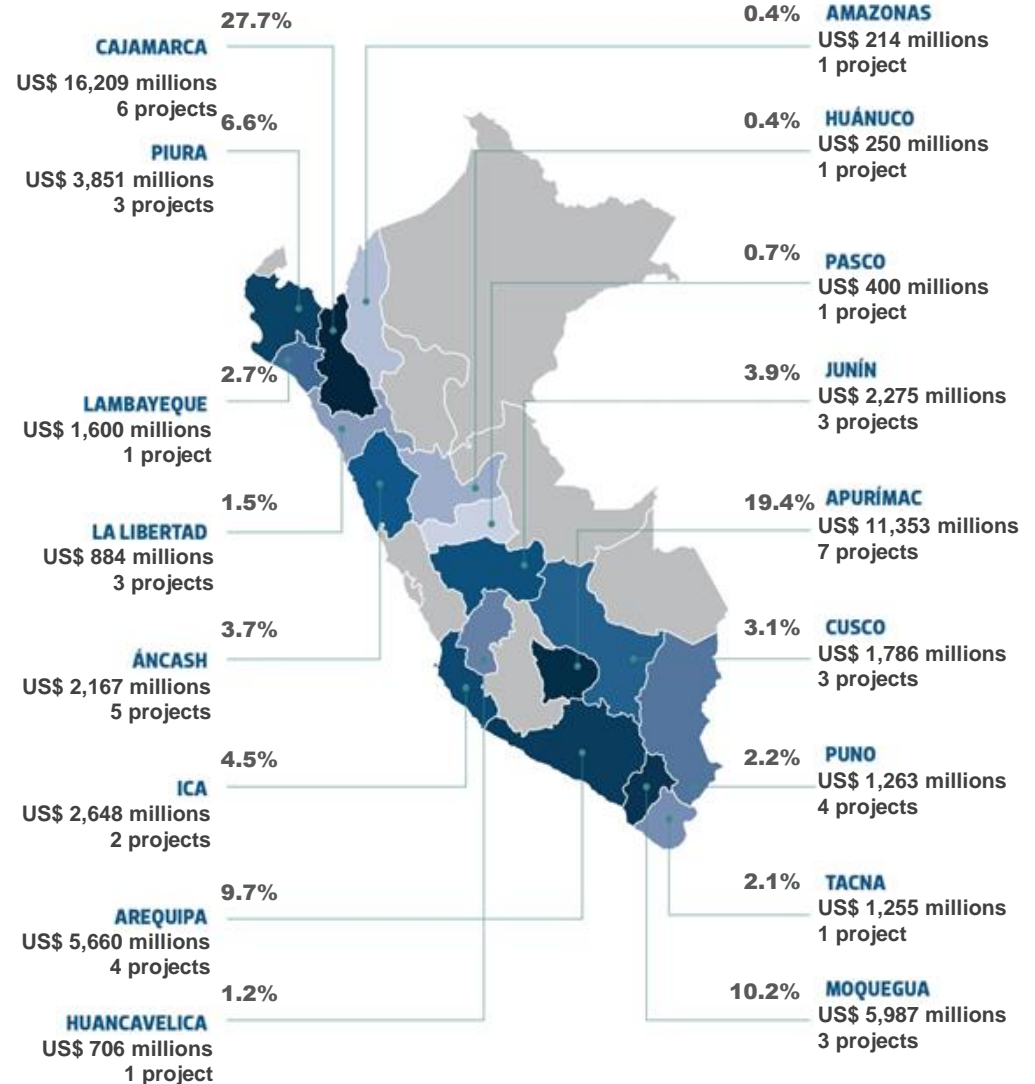 27.7%
CAJAMARCA
US$ 16,209 millions
6 projects
6.6%
PIURA
US$ 3,851 millions
3 projects
2.7%
LAMBAYEQUE
US$ 1,600 millions
1 project
1.5%
LA LIBERTAD
US$ 884 millions
3 projects
3.7%
ÁNCASH
US$ 2,167 millions
5 projects
4.5%
ICA
US$ 2,648 millions
2 projects
9.7%
AREQUIPA
US$ 5,660 millions
4 projects
1.2%
HUANCAVELICA
US$ 706 millions
1 project
0.4%
AMAZONAS
US$ 214 millions
1 project
0.4%
HUÁNUCO
US$ 250 millions
1 project
0.7%
PASCO
US$ 400 millions
1 project
3.9%
JUNÍN
US$ 2,275 millions
3 projects
19.4%
APURÍMAC
US$ 11,353 millions
7 projects
3.1%
CUSCO
US$ 1,786 millions
3 projects
2.2%
PUNO
US$ 1,263 millions
4 projects
2.1%
TACNA
US$ 1,255 millions
1 project
10.2%
MOQUEGUA
US$ 5,987 millions
3 projects